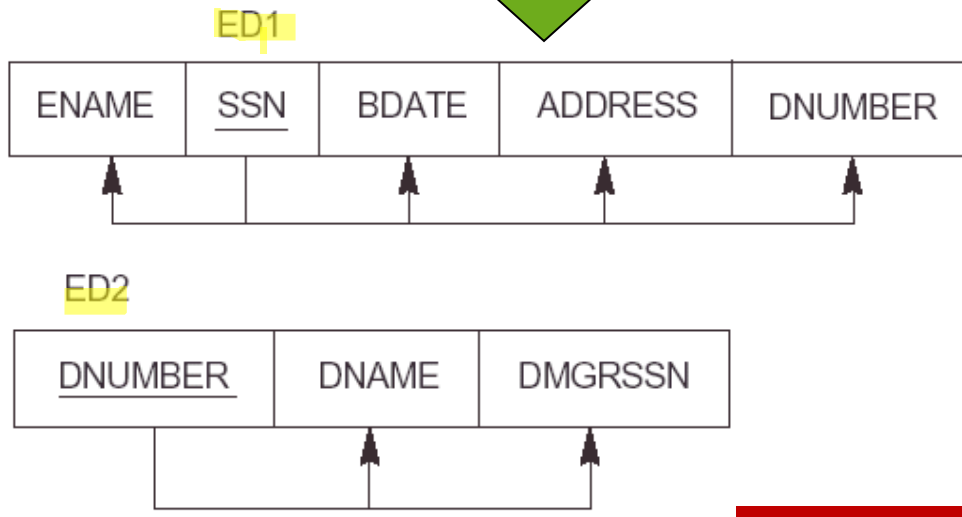 ED1
ENAME SSN BDATE ADDRESS DNUMBER
ED2
DNUMBER DNAME DMGRSSN